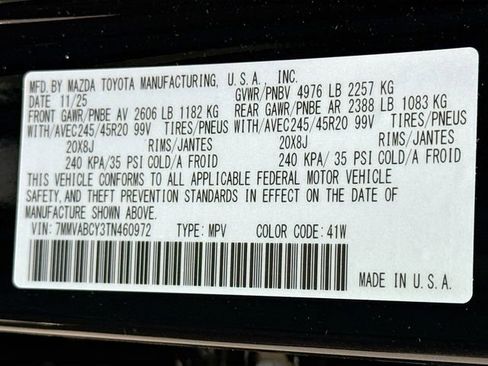 MFD. BY MAZDA TOYOTA MANUFACTURING, U.S.A., INC.
DATE 11/25 GVWR/PNBV 4976 LB 2257 KG
FRONT GAWR/PNBE AV 2606 LB 1182 KG REAR GAWR/PNBE AR 2388 LB 1083 KG
WITH/AVEC245/45R20 99V TIRES/PNEUS WITH/AVEC245/45R20 99V TIRES/PNEUS
20X8J RIMS/JANTES 20X8J RIMS/JANTES
240 KPA/35 PSI COLD/A FROID 240 KPA/ 35 PSI COLD/A FROID
THIS VEHICLE CONFORMS TO ALL APPLICABLE FEDERAL MOTOR VEHICLE
SAFETY, AND THEFT PREVENTION STANDARDS IN EFFECT ON THE DATE OF
MANUFACTURE SHOWN ABOVE.
VIN: 7MMVABCY3TN460972 TYPE: MPV COLOR CODE: 41W
MADE IN U.S.A.